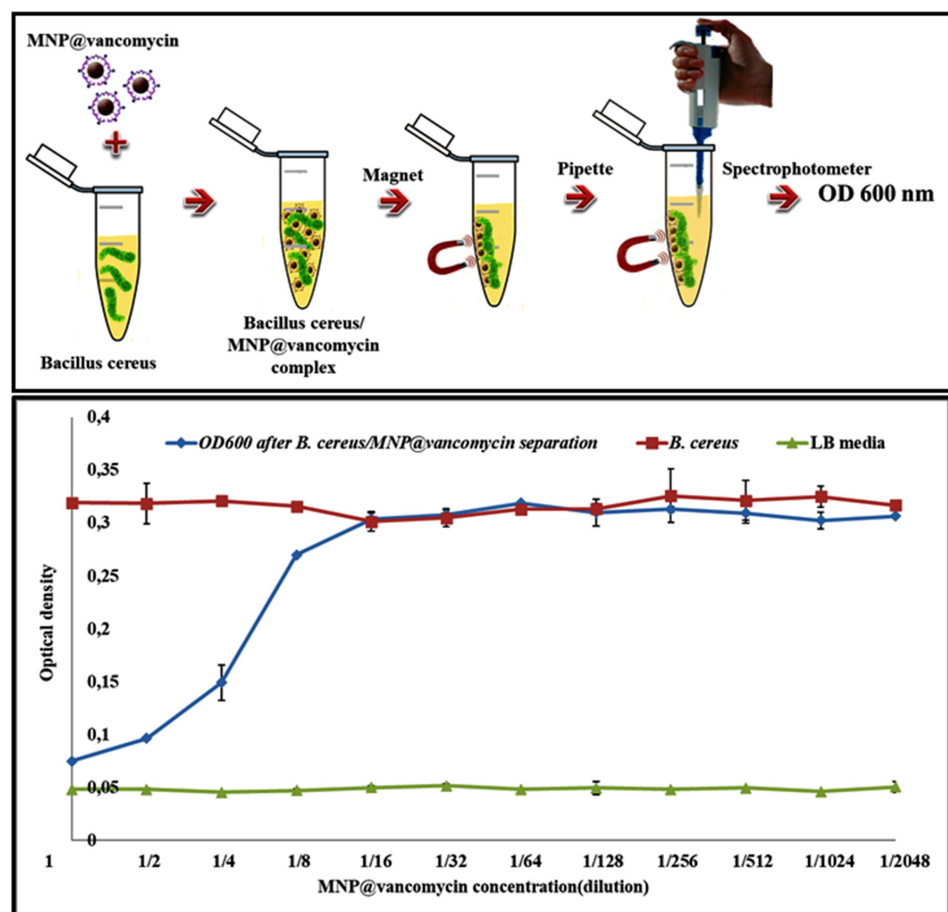 MNP@vancomycin
Magnet
Pipette
Spectrophotometer
OD 600 nm
Bacillus cereus
Bacillus cereus/
MNP@vancomycin
complex
0,4
0,35
0,3
0,25
0,2
0,15
0,1
0,05
0
OD600 after B. cereus/MNP@vancomycin separation
B. cereus
LB media
Optical density
1 1/2 1/4 1/8 1/16 1/32 1/64 1/128 1/256 1/512 1/1024 1/2048
MNP@vancomycin concentration(dilution)